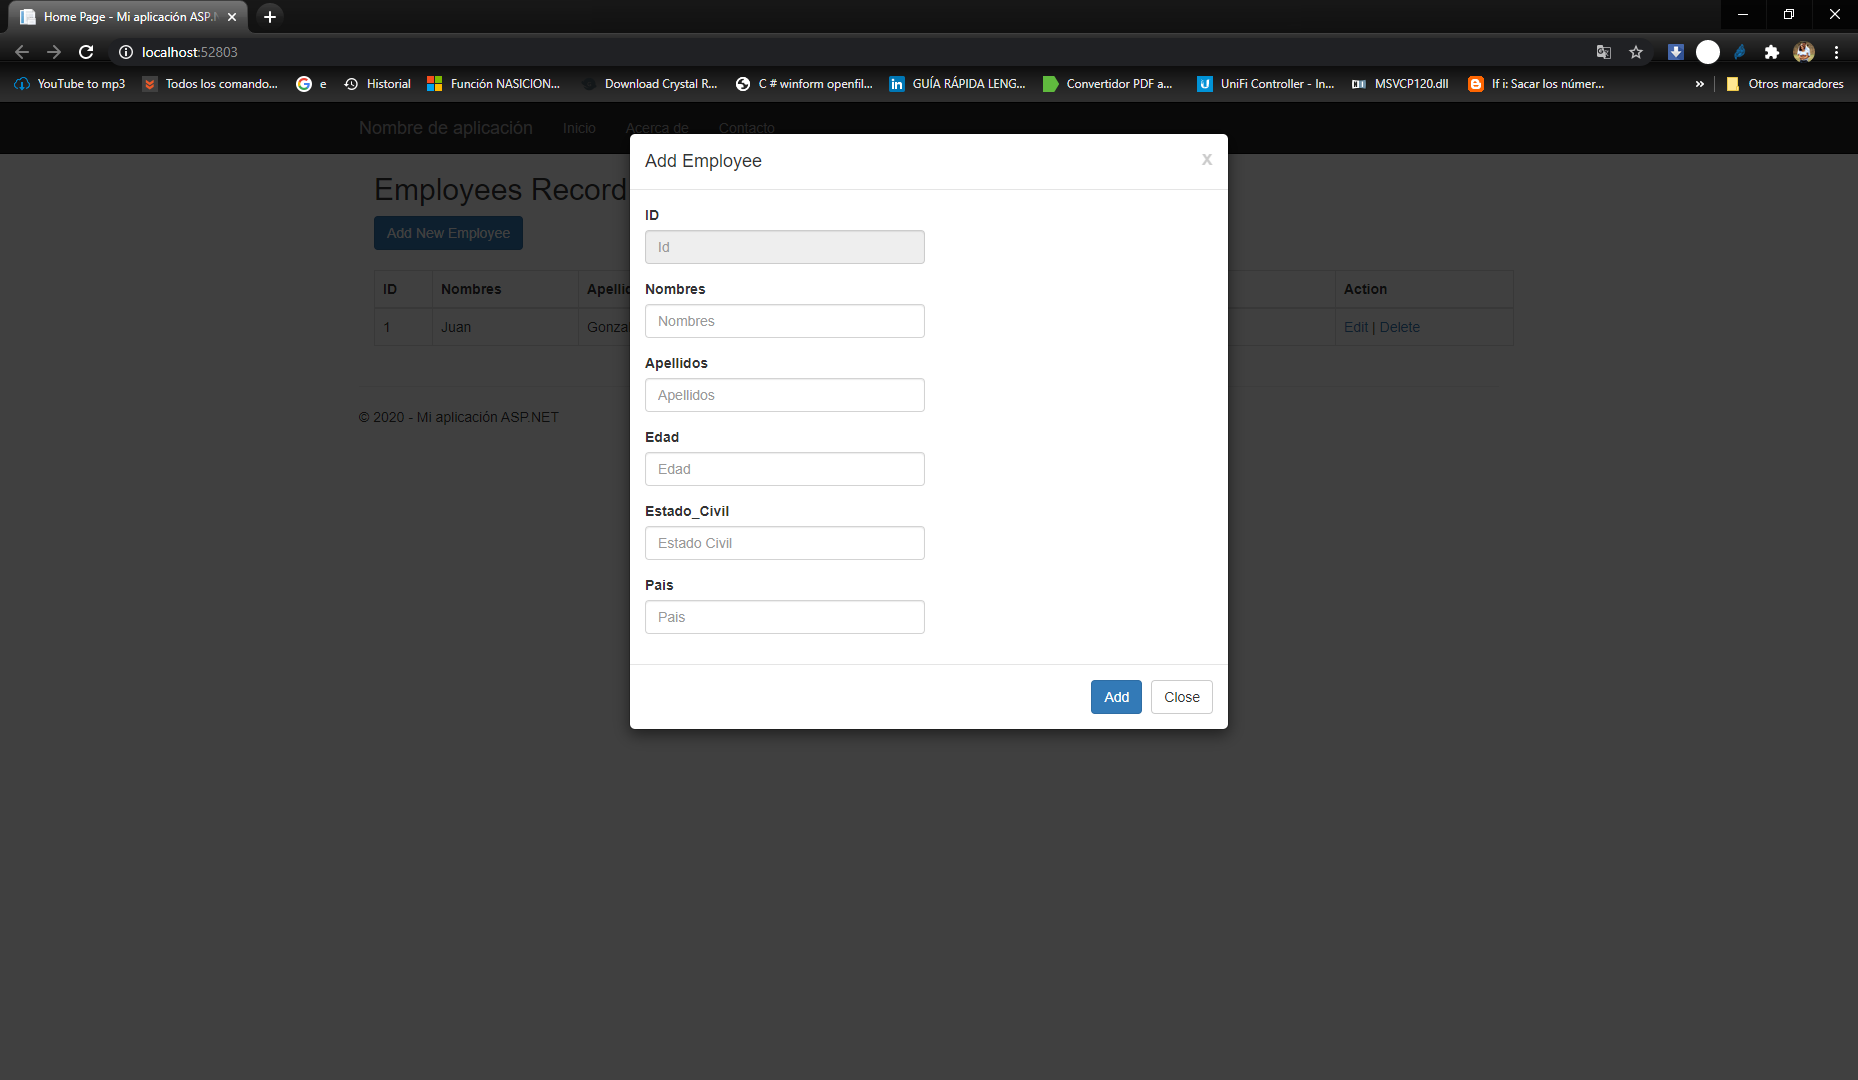 Home Page - Mi aplicación ASP.N
localhost:52803
YouTube to mp3 Todos los comando... e Historial Función NASICION... Download Crystal R... C # winform openfil... GUÍA RÁPIDA LENG... Convertidor PDF a... UniFi Controller - In... MSVCP120.dll If i: Sacar los númer... » Otros marcadores
Nombre de aplicación Inicio Acerca de Contacto
Add Employee x
Employees Record
Add New Employee
ID
Id
ID Nombres Apellid Action
1 Juan Gonza Edit | Delete
Nombres
Nombres
Apellidos
Apellidos
© 2020 - Mi aplicación ASP.NET
Edad
Edad
Estado_Civil
Estado Civil
Pais
Pais
Add Close